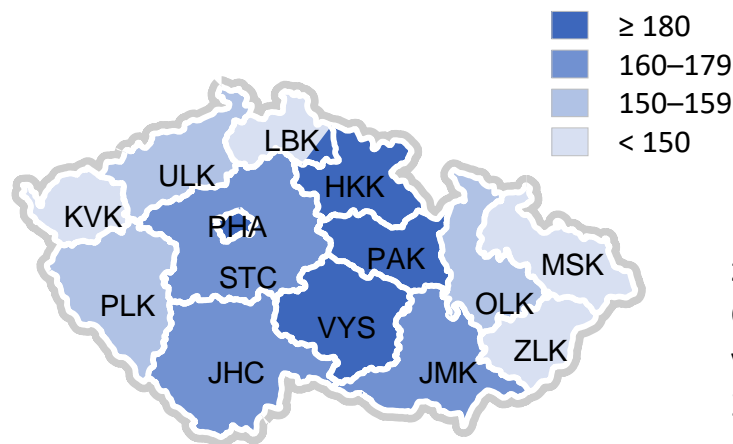 ≥ 180
160–179
150–159
< 150
LBK
ULK
HKK
KVK
PHA
PAK
MSK
STC
PLK
OLK
VYS
ZLK
JHC
JMK